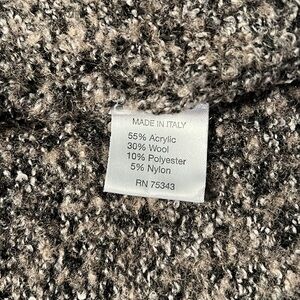 MADE IN ITALY
55% Acrylic
30% Wool
10% Polyester
5% Nylon
RN 75343